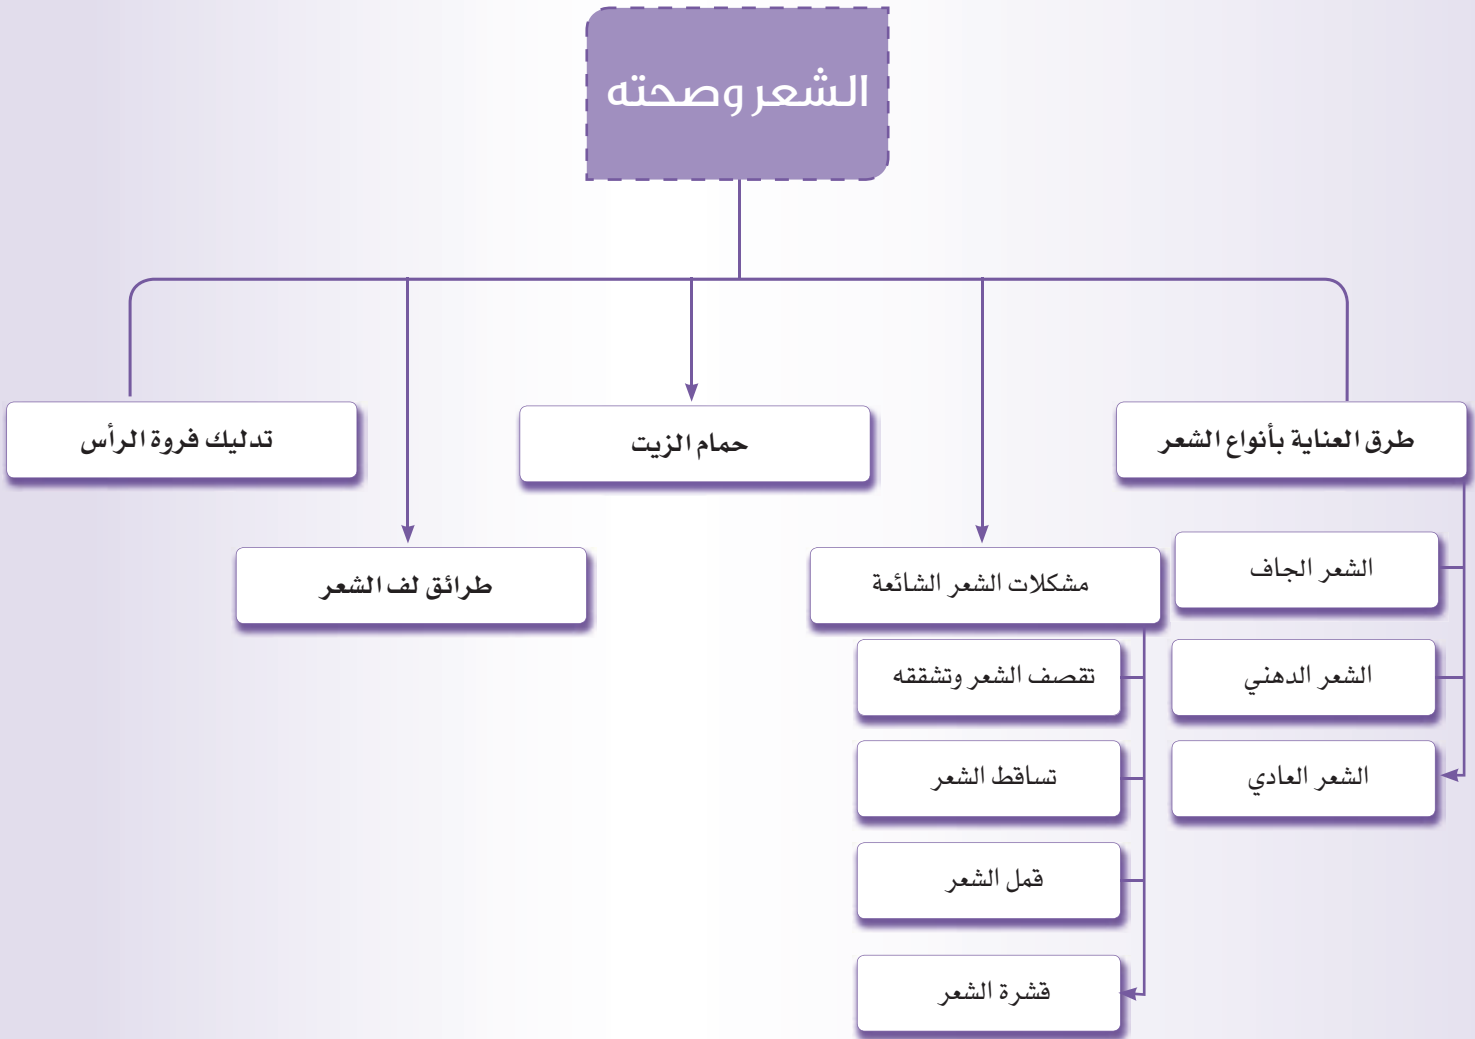 الشعر وصحته
طرق العناية بأنواع الشعر
الشعر الجاف
الشعر الدهني
الشعر العادي
مشكلات الشعر الشائعة
تقصف الشعر وتشققه
تساقط الشعر
قمل الشعر
قشرة الشعر
حمام الزيت
طرائق لف الشعر
تدليك فروة الرأس